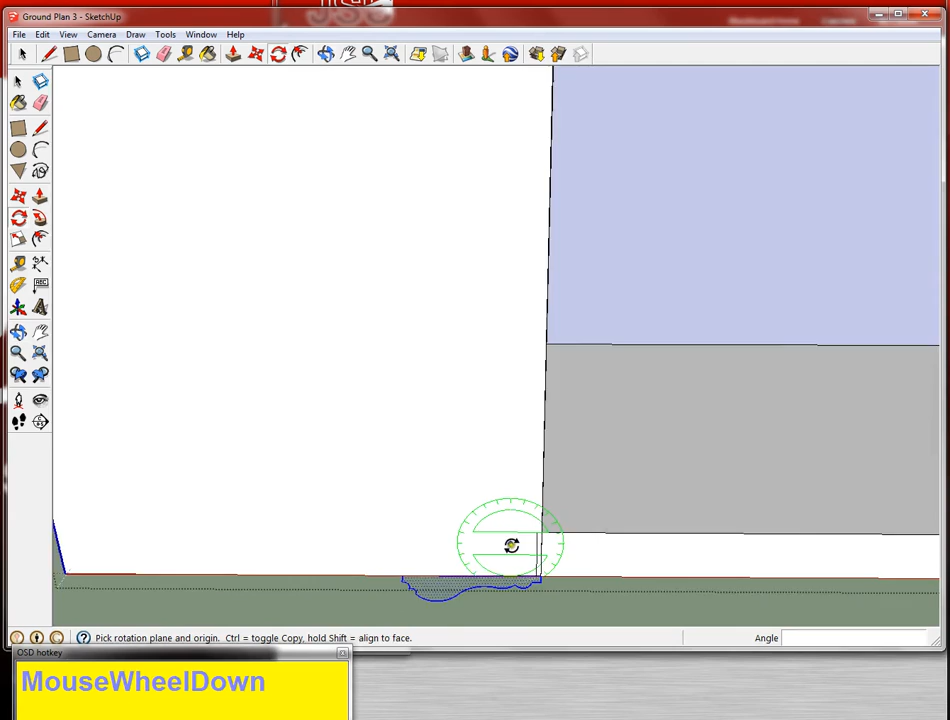 Ground Plan 3 - SketchUp
File Edit View Camera Draw Tools Window Help
Pick rotation plane and origin. Ctrl = toggle Copy, hold Shift = align to face.
Angle
OSD hotkey
MouseWheelDown